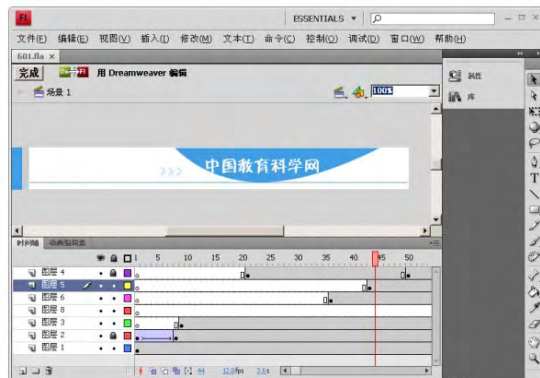 FL ESSENTIALS
文件(F) 编辑(E) 视图(V) 插入(I) 修改(M) 文本(T) 命令(C) 控制(O) 调试(D) 窗口(W) 帮助(H)
601.fla ×
完成 用 Dreamweaver 编辑
场景 1 100%
属性
库
>>> 中国教育科学网
时间轴 动画编辑器
1 5 10 15 20 25 30 35 40 45 50
图层 4
图层 5
图层 6
图层 8
图层 3
图层 2
图层 1
44 12.0fps 3.6s